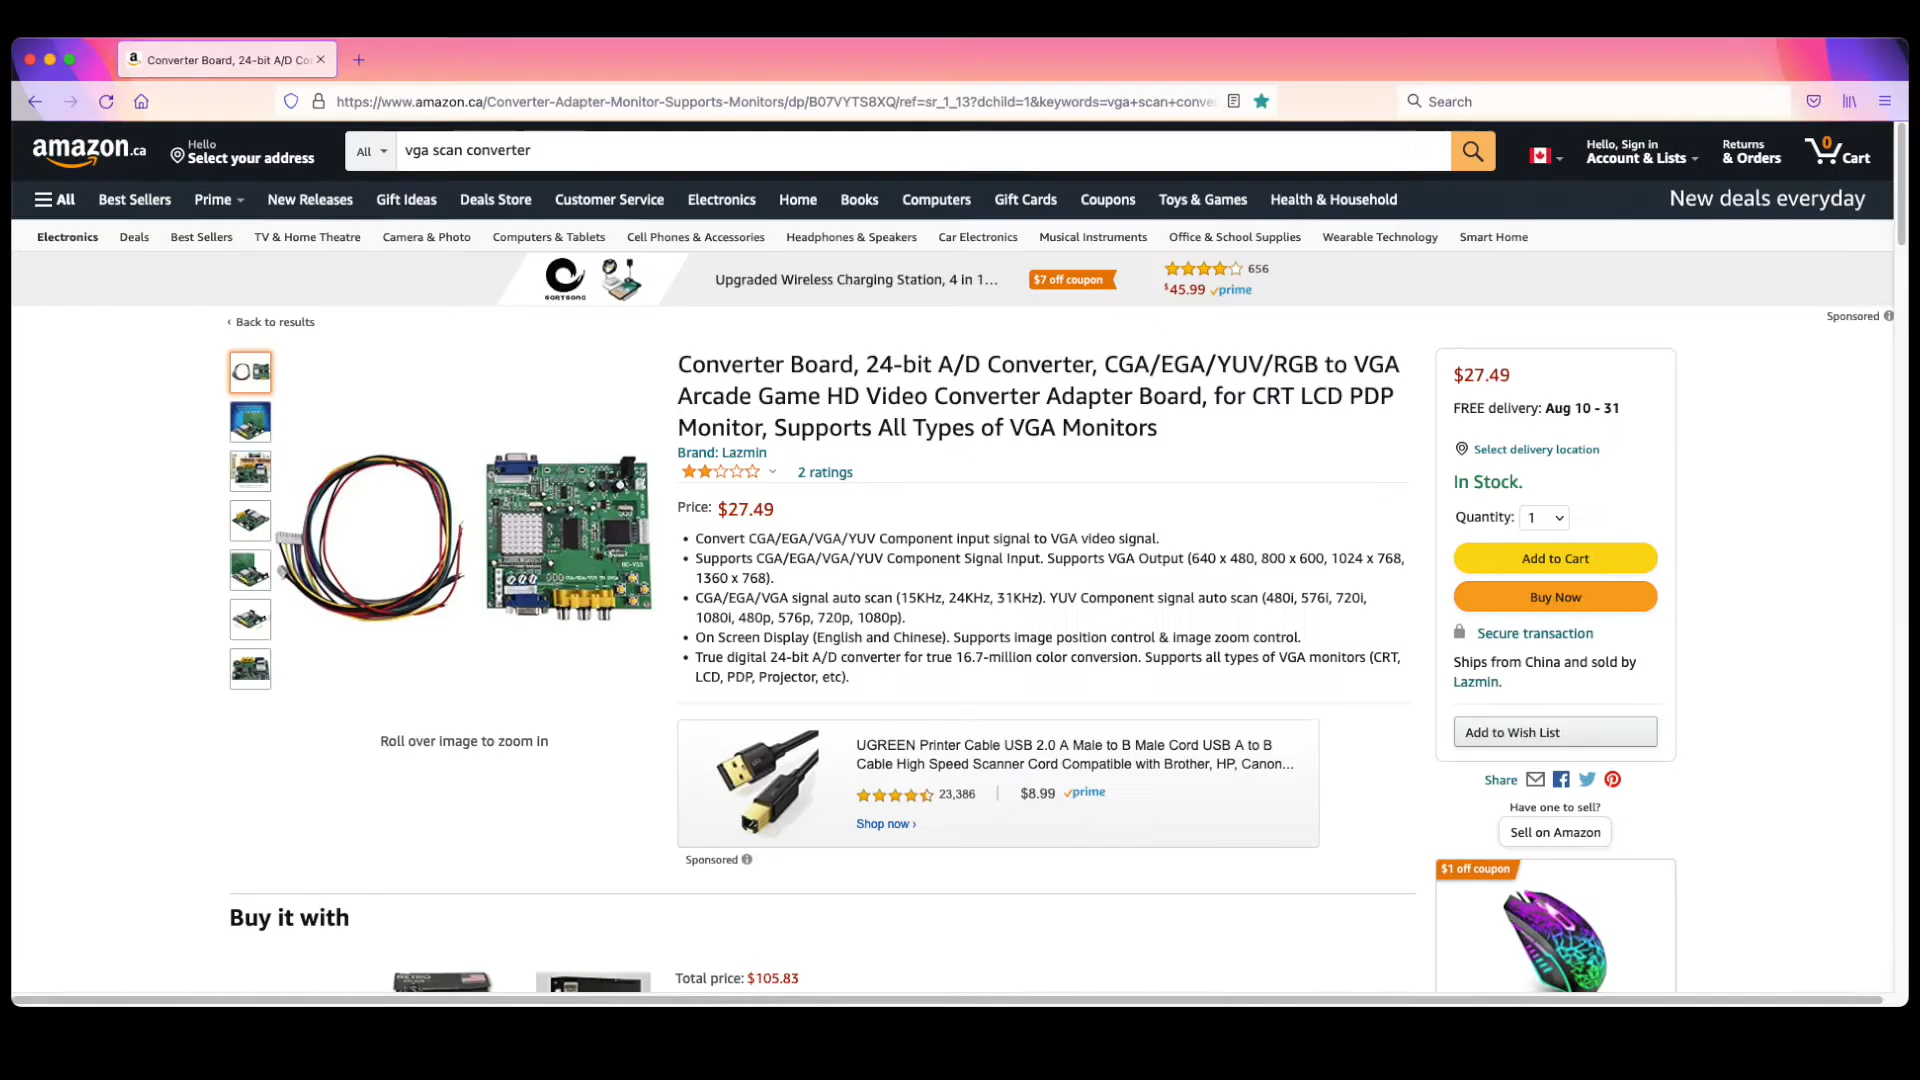 Converter Board, 24-bit A/D Co
https://www.amazon.ca/Converter-Adapter-Monitor-Supports-Monitors/dp/B07VYTS8XQ/ref=sr_1_13?dchild=1&keywords=vga+scan+conve
Search
amazon.ca
Hello
Select your address
All
vga scan converter
Hello, Sign in
Account & Lists
Returns
& Orders
0
Cart
All
Best Sellers
Prime
New Releases
Gift Ideas
Deals Store
Customer Service
Electronics
Home
Books
Computers
Gift Cards
Coupons
Toys & Games
Health & Household
New deals everyday
Electronics
Deals
Best Sellers
TV & Home Theatre
Camera & Photo
Computers & Tablets
Cell Phones & Accessories
Headphones & Speakers
Car Electronics
Musical Instruments
Office & School Supplies
Wearable Technology
Smart Home
Upgraded Wireless Charging Station, 4 in 1...
$7 off coupon
656
$45.99 prime
Sponsored
‹ Back to results
Converter Board, 24-bit A/D Converter, CGA/EGA/YUV/RGB to VGA
Arcade Game HD Video Converter Adapter Board, for CRT LCD PDP
Monitor, Supports All Types of VGA Monitors
Brand: Lazmin
2 ratings
Price: $27.49
• Convert CGA/EGA/VGA/YUV Component input signal to VGA video signal.
• Supports CGA/EGA/VGA/YUV Component Signal Input. Supports VGA Output (640 x 480, 800 x 600, 1024 x 768,
1360 x 768).
• CGA/EGA/VGA signal auto scan (15KHz, 24KHz, 31KHz). YUV Component signal auto scan (480i, 576i, 720i,
1080i, 480p, 576p, 720p, 1080p).
• On Screen Display (English and Chinese). Supports image position control & image zoom control.
• True digital 24-bit A/D converter for true 16.7-million color conversion. Supports all types of VGA monitors (CRT,
LCD, PDP, Projector, etc).
Roll over image to zoom in
UGREEN Printer Cable USB 2.0 A Male to B Male Cord USB A to B
Cable High Speed Scanner Cord Compatible with Brother, HP, Canon...
23,386
$8.99 prime
Shop now ›
Sponsored
$27.49
FREE delivery: Aug 10 - 31
Select delivery location
In Stock.
Quantity: 1
Add to Cart
Buy Now
Secure transaction
Ships from China and sold by
Lazmin.
Add to Wish List
Share
Have one to sell?
Sell on Amazon
$1 off coupon
Buy it with
Total price: $105.83